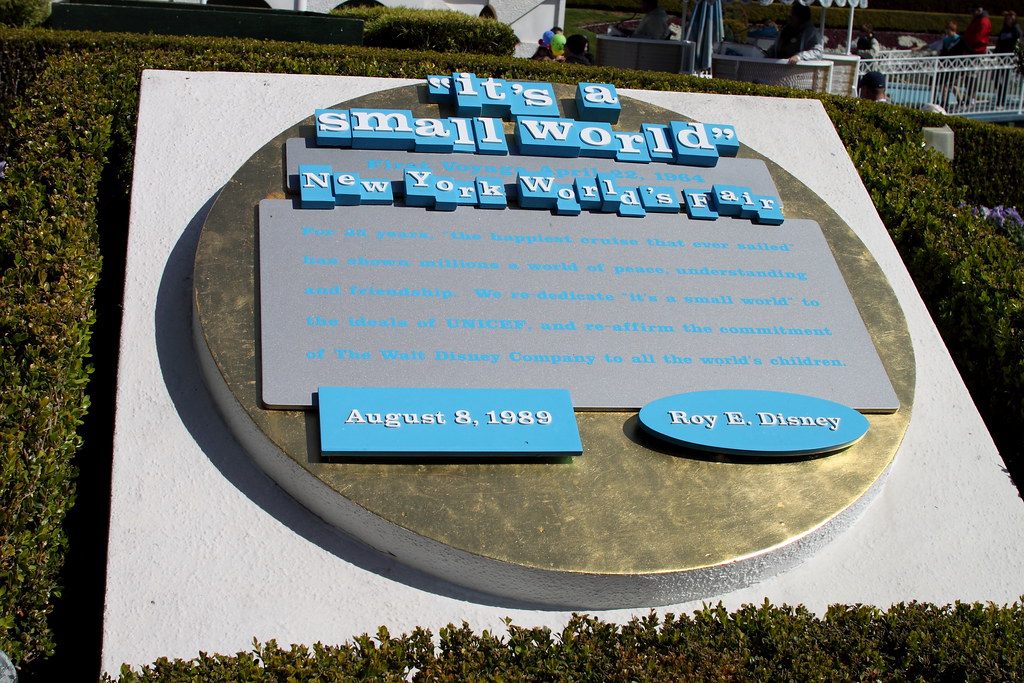 "it's a
small world"
First Voyage April 22, 1964
New York World's Fair
For 25 years, "the happiest cruise that ever sailed"
has shown millions a world of peace, understanding
and friendship. We re-dedicate "it's a small world" to
the ideals of UNICEF, and re-affirm the commitment
of The Walt Disney Company to all the world's children.
August 8, 1989
Roy E. Disney